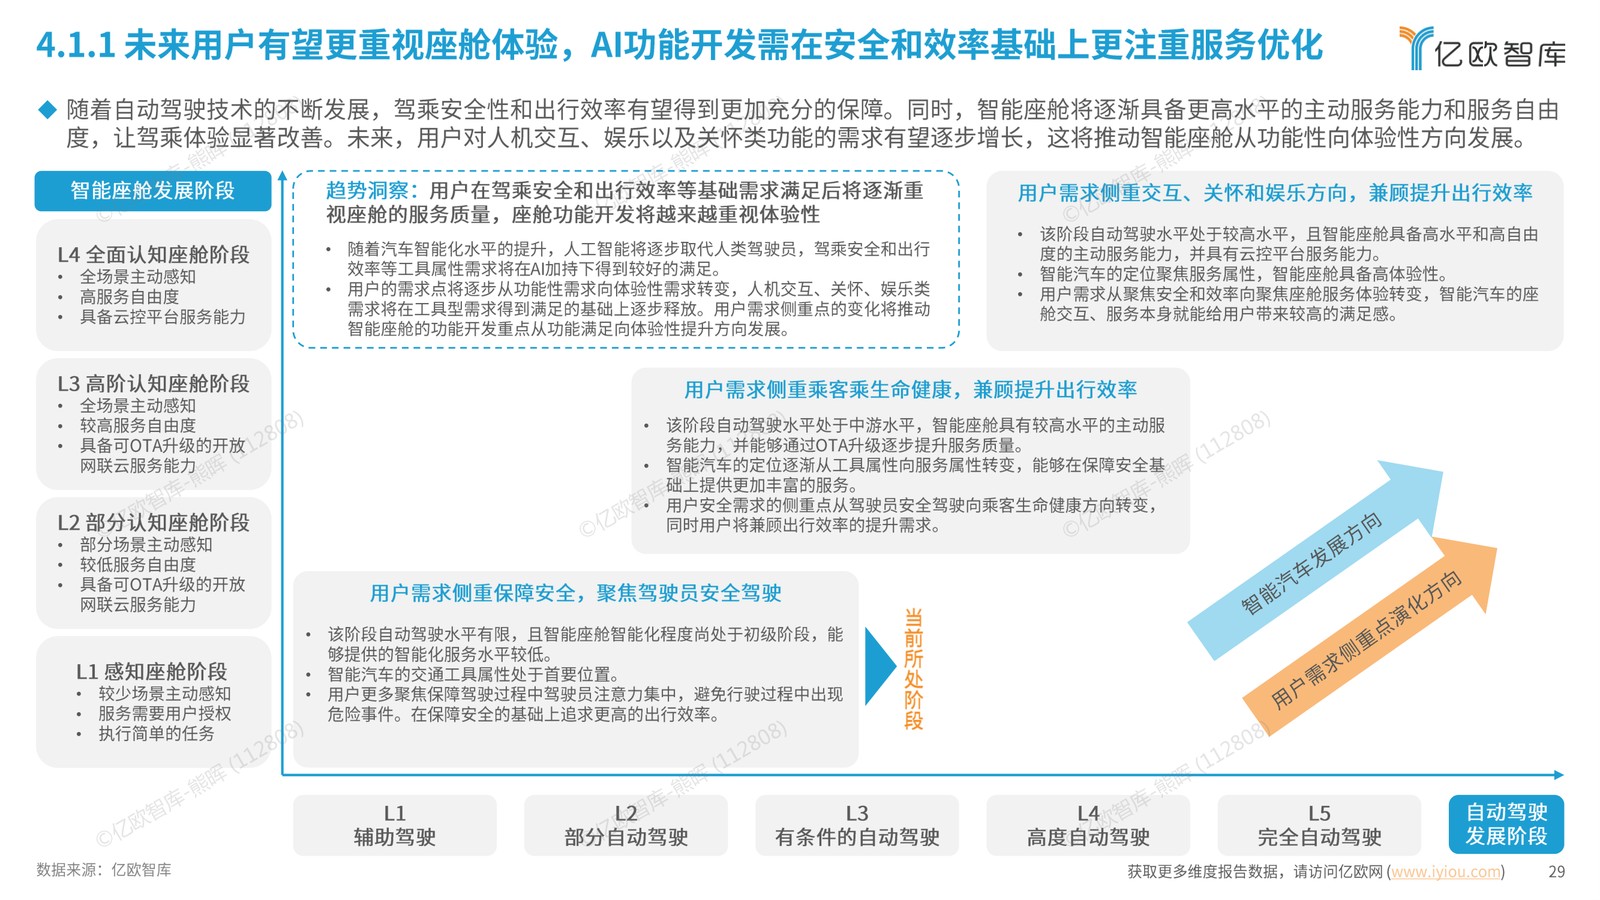 4.1.1 未来用户有望更重视座舱体验，AI功能开发需在安全和效率基础上更注重服务优化
亿欧智库
◆ 随着自动驾驶技术的不断发展，驾乘安全性和出行效率有望得到更加充分的保障。同时，智能座舱将逐渐具备更高水平的主动服务能力和服务自由
度，让驾乘体验显著改善。未来，用户对人机交互、娱乐以及关怀类功能的需求有望逐步增长，这将推动智能座舱从功能性向体验性方向发展。
智能座舱发展阶段
L4 全面认知座舱阶段
• 全场景主动感知
• 高服务自由度
• 具备云控平台服务能力
L3 高阶认知座舱阶段
• 全场景主动感知
• 较高服务自由度
• 具备可OTA升级的开放
网联云服务能力
L2 部分认知座舱阶段
• 部分场景主动感知
• 较低服务自由度
• 具备可OTA升级的开放
网联云服务能力
L1 感知座舱阶段
• 较少场景主动感知
• 服务需要用户授权
• 执行简单的任务
趋势洞察：用户在驾乘安全和出行效率等基础需求满足后将逐渐重
视座舱的服务质量，座舱功能开发将越来越重视体验性
• 随着汽车智能化水平的提升，人工智能将逐步取代人类驾驶员，驾乘安全和出行
效率等工具属性需求将在AI加持下得到较好的满足。
• 用户的需求点将逐步从功能性需求向体验性需求转变，人机交互、关怀、娱乐类
需求将在工具型需求得到满足的基础上逐步释放。用户需求侧重点的变化将推动
智能座舱的功能开发重点从功能满足向体验性提升方向发展。
用户需求侧重交互、关怀和娱乐方向，兼顾提升出行效率
• 该阶段自动驾驶水平处于较高水平，且智能座舱具备高水平和高自由
度的主动服务能力，并具有云控平台服务能力。
• 智能汽车的定位聚焦服务属性，智能座舱具备高体验性。
• 用户需求从聚焦安全和效率向聚焦座舱服务体验转变，智能汽车的座
舱交互、服务本身就能给用户带来较高的满足感。
用户需求侧重乘客乘生命健康，兼顾提升出行效率
• 该阶段自动驾驶水平处于中游水平，智能座舱具有较高水平的主动服
务能力，并能够通过OTA升级逐步提升服务质量。
• 智能汽车的定位逐渐从工具属性向服务属性转变，能够在保障安全基
础上提供更加丰富的服务。
• 用户安全需求的侧重点从驾驶员安全驾驶向乘客生命健康方向转变，
同时用户将兼顾出行效率的提升需求。
用户需求侧重保障安全，聚焦驾驶员安全驾驶
• 该阶段自动驾驶水平有限，且智能座舱智能化程度尚处于初级阶段，能
够提供的智能化服务水平较低。
• 智能汽车的交通工具属性处于首要位置。
• 用户更多聚焦保障驾驶过程中驾驶员注意力集中，避免行驶过程中出现
危险事件。在保障安全的基础上追求更高的出行效率。
当前所处阶段
智能汽车发展方向
用户需求侧重点演化方向
L1
辅助驾驶
L2
部分自动驾驶
L3
有条件的自动驾驶
L4
高度自动驾驶
L5
完全自动驾驶
自动驾驶
发展阶段
数据来源：亿欧智库
获取更多维度报告数据，请访问亿欧网 (www.iyiou.com)
29
©亿欧智库-熊晖 (112808)